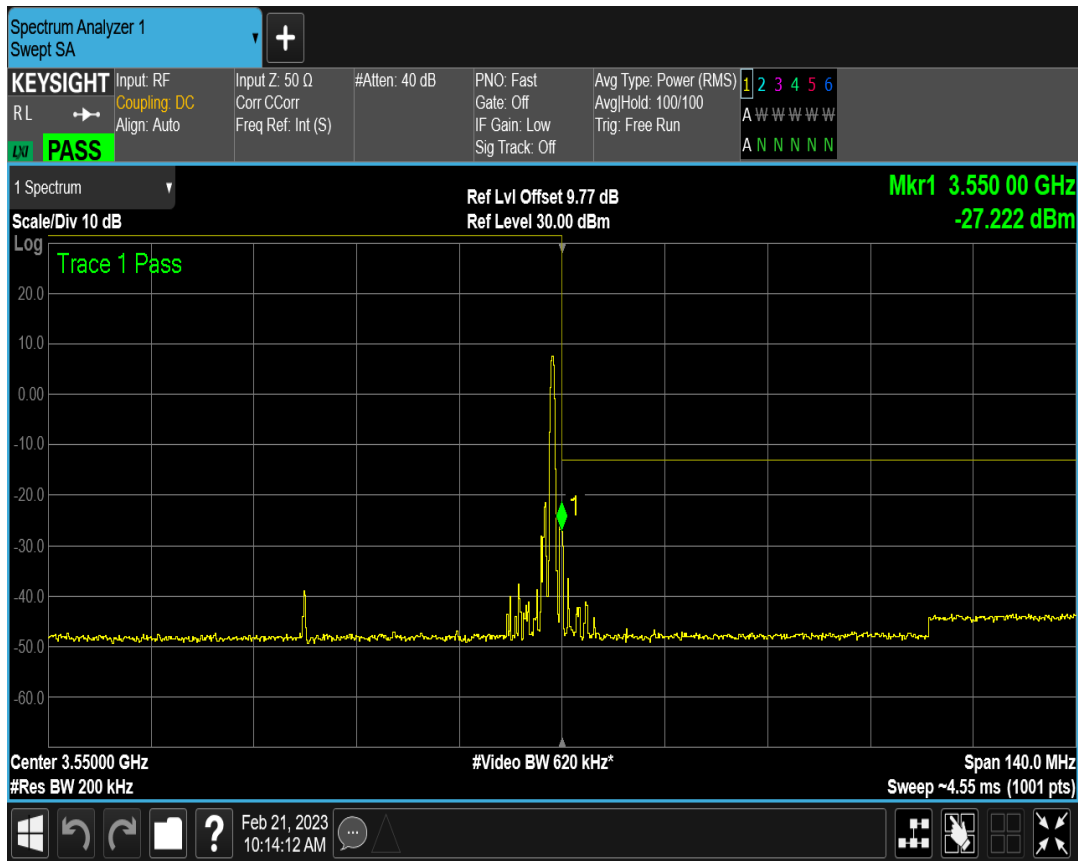 Spectrum Analyzer 1
Swept SA
+
KEYSIGHT
RL
LXI PASS
Input: RF
Coupling: DC
Align: Auto
Input Z: 50 Ω
Corr CCorr
Freq Ref: Int (S)
#Atten: 40 dB
PNO: Fast
Gate: Off
IF Gain: Low
Sig Track: Off
Avg Type: Power (RMS)
Avg|Hold: 100/100
Trig: Free Run
1 2 3 4 5 6
A W W W W W
A N N N N N
1 Spectrum
Scale/Div 10 dB
Ref Lvl Offset 9.77 dB
Ref Level 30.00 dBm
Mkr1 3.550 00 GHz
-27.222 dBm
Log
Trace 1 Pass
20.0
10.0
0.00
-10.0
-20.0
1
-30.0
-40.0
-50.0
-60.0
Center 3.55000 GHz
#Video BW 620 kHz*
Span 140.0 MHz
#Res BW 200 kHz
Sweep ~4.55 ms (1001 pts)
?
Feb 21, 2023
10:14:12 AM